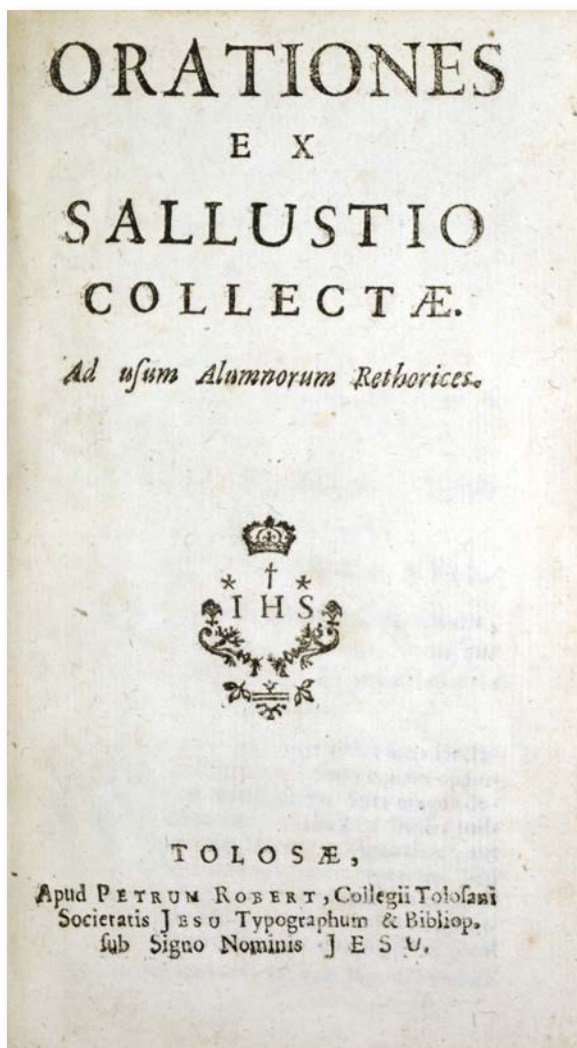 ORATIONES
EX
SALLUSTIO
COLLECTÆ.
Ad uſum Alumnorum Rethorices.
†
* *
IHS
TOLOSÆ,
Apud PETRUM ROBERT, Collegii Toloſani
Societatis JESU Typographum & Bibliop.
ſub Signo Nominis JESU.